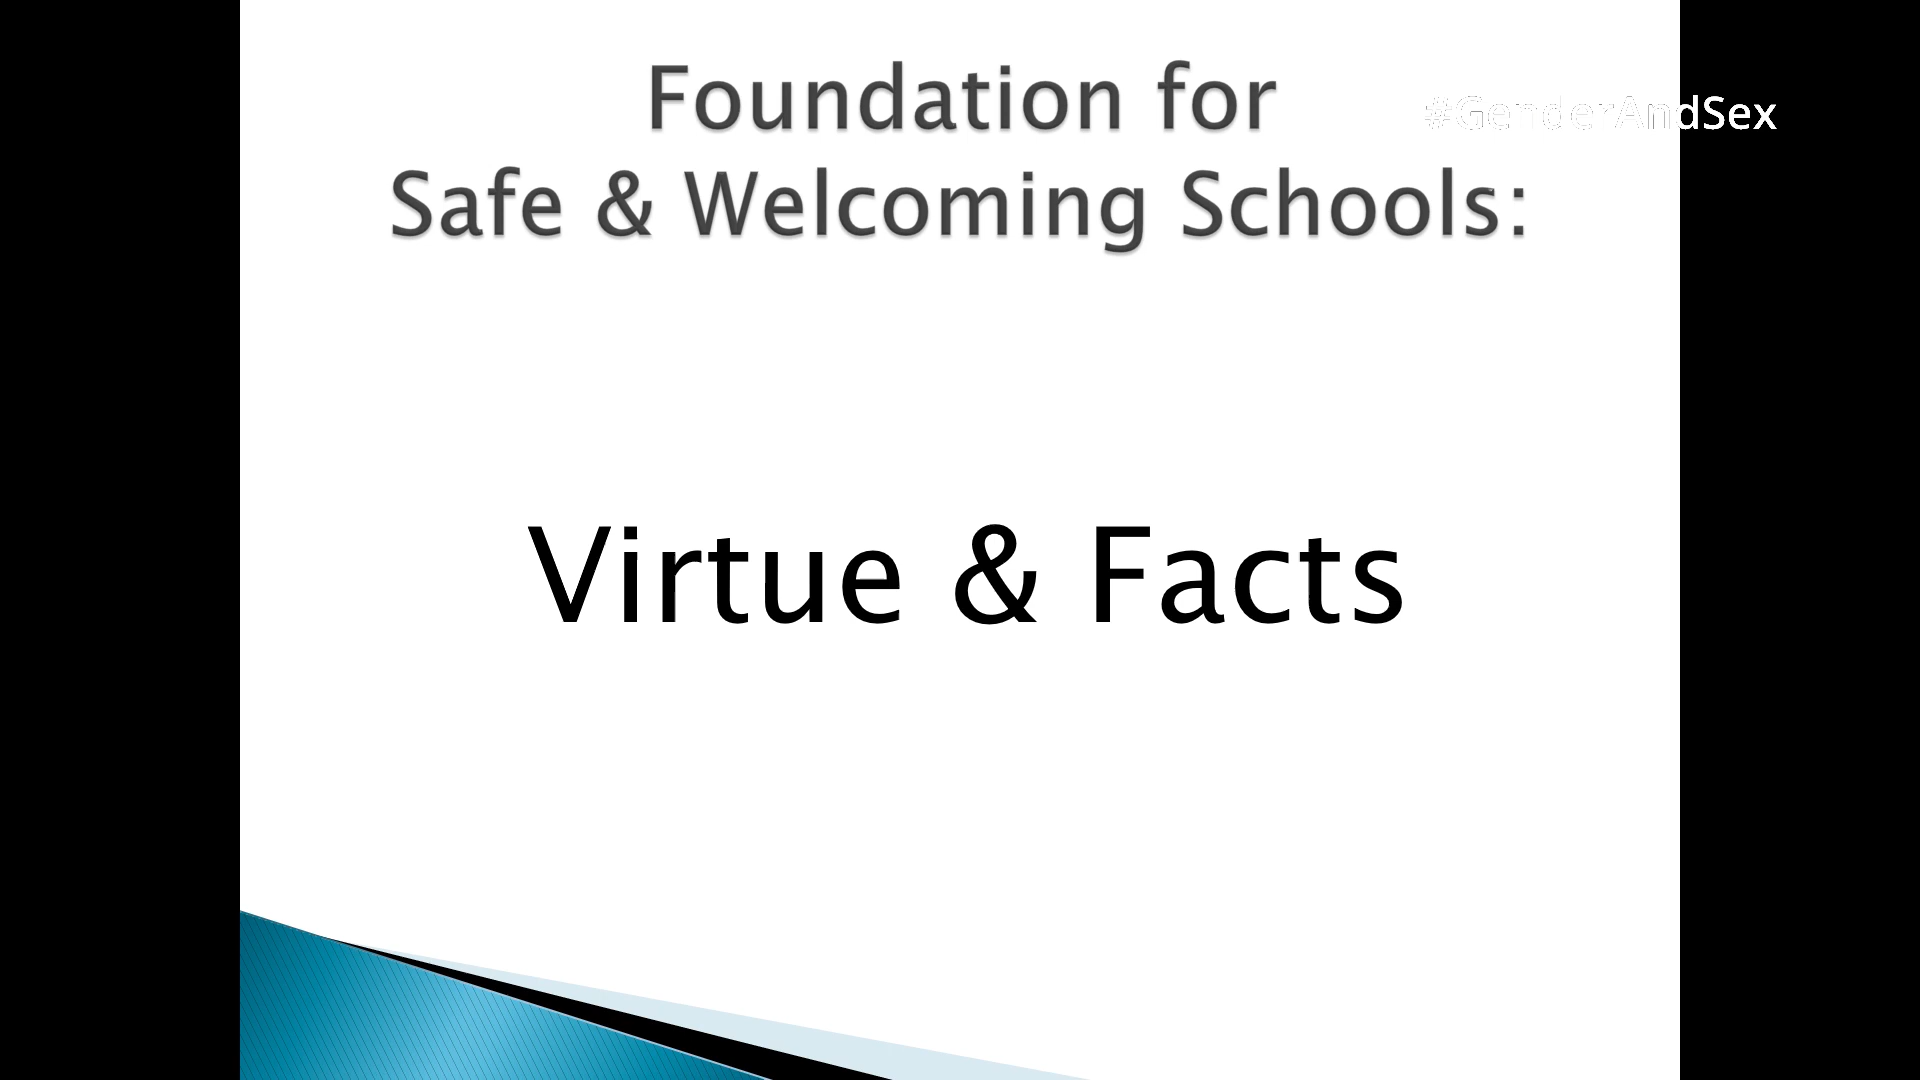 Foundation for
#GenderAndSex
Safe & Welcoming Schools:
Virtue & Facts